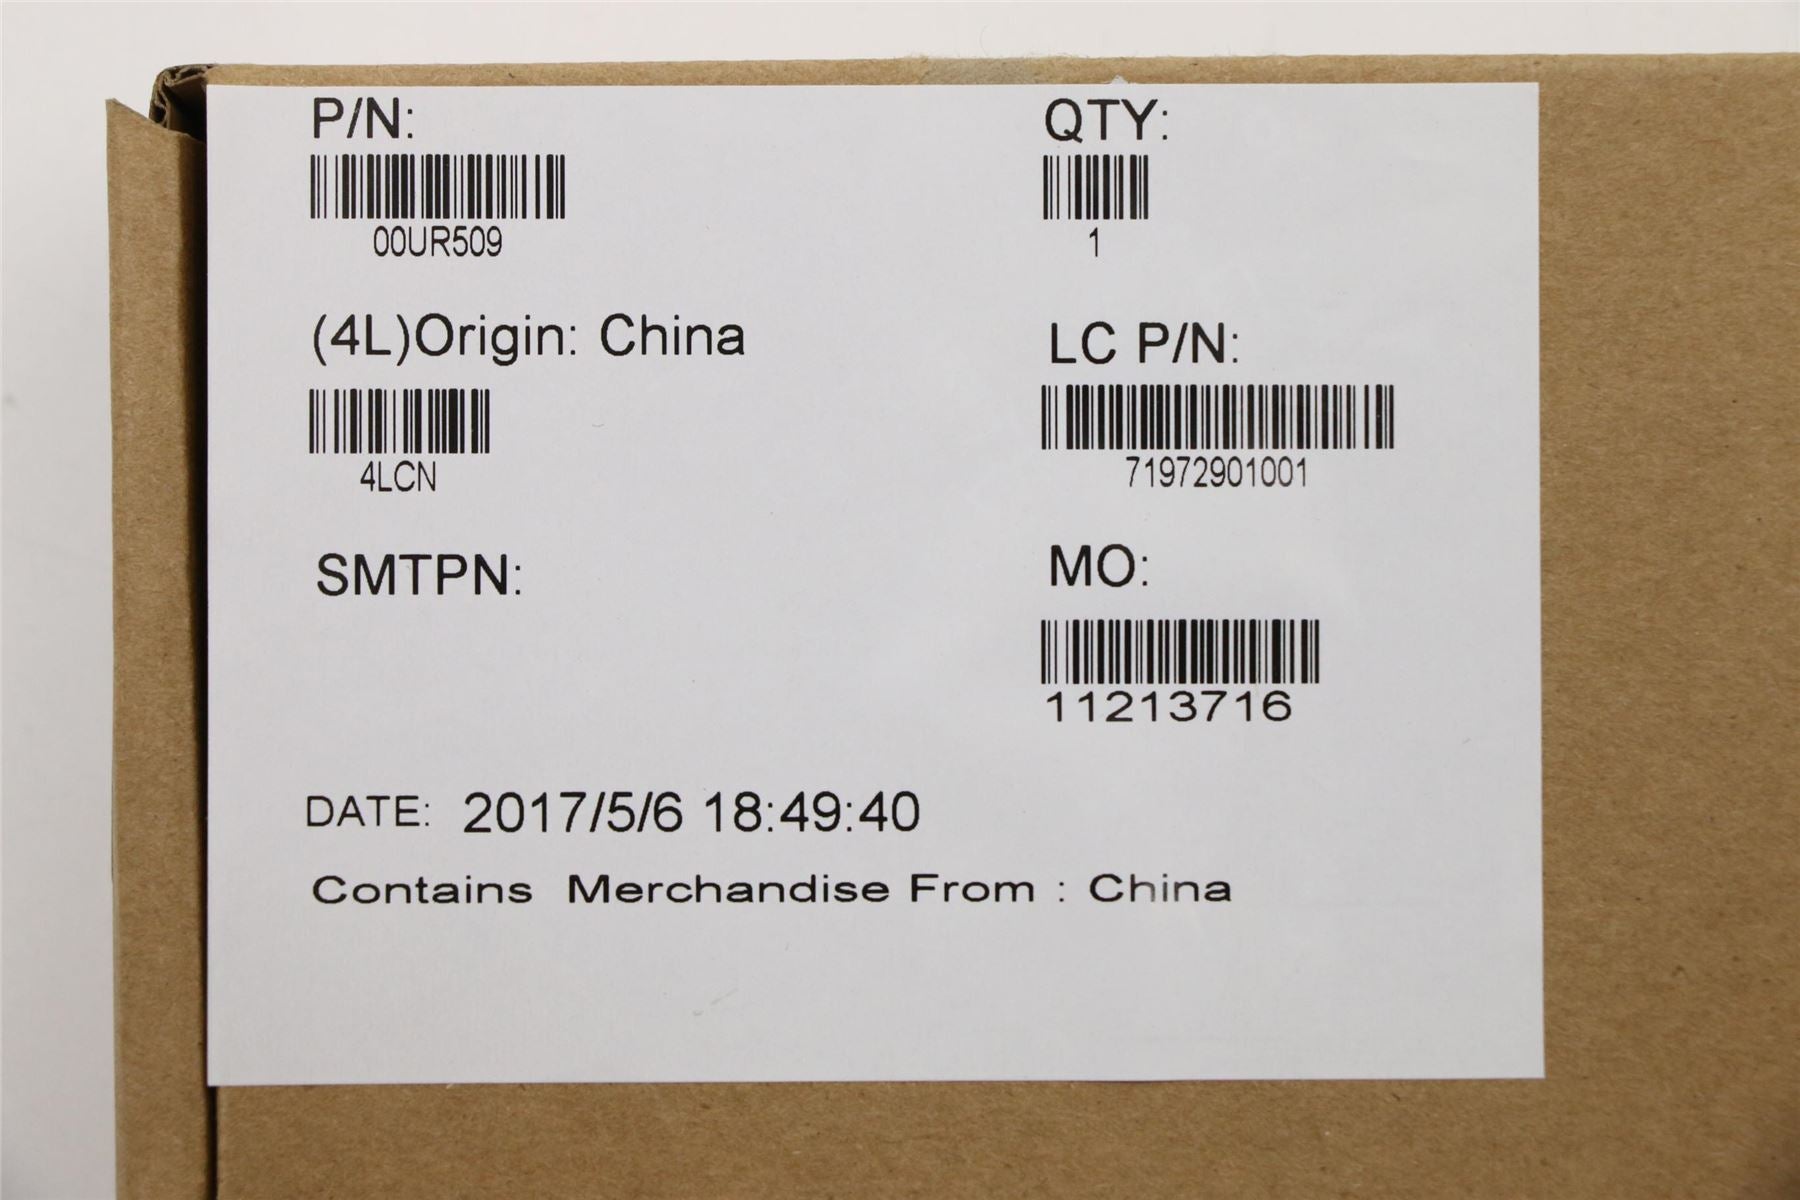 P/N:
00UR509
QTY:
1
(4L)Origin: China
4LCN
LC P/N:
71972901001
SMTPN:
MO:
11213716
DATE: 2017/5/6 18:49:40
Contains Merchandise From : China